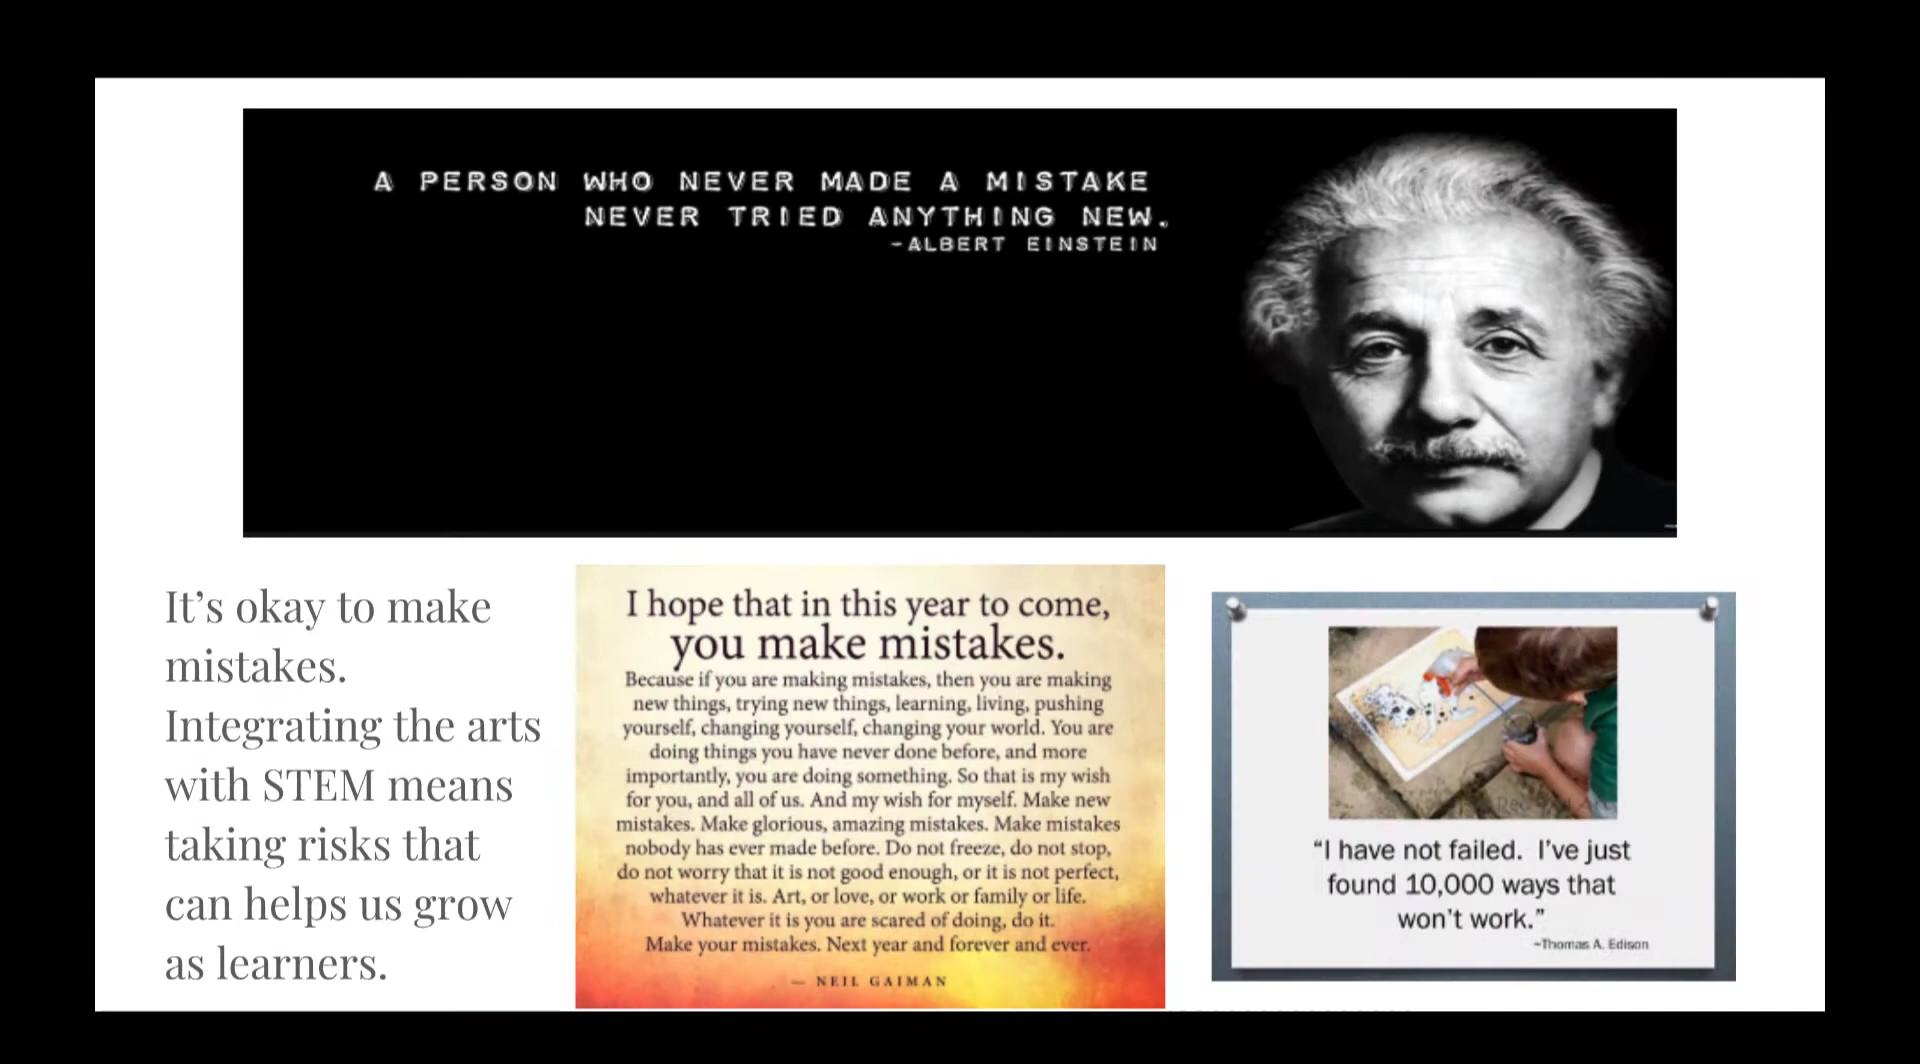 A PERSON WHO NEVER MADE A MISTAKE
NEVER TRIED ANYTHING NEW.
-ALBERT EINSTEIN
It’s okay to make
mistakes.
Integrating the arts
with STEM means
taking risks that
can helps us grow
as learners.
I hope that in this year to come,
you make mistakes.
Because if you are making mistakes, then you are making
new things, trying new things, learning, living, pushing
yourself, changing yourself, changing your world. You are
doing things you have never done before, and more
importantly, you are doing something. So that is my wish
for you, and all of us. And my wish for myself. Make new
mistakes. Make glorious, amazing mistakes. Make mistakes
nobody has ever made before. Do not freeze, do not stop,
do not worry that it is not good enough, or it is not perfect,
whatever it is. Art, or love, or work or family or life.
Whatever it is you are scared of doing, do it.
Make your mistakes. Next year and forever and ever.
— NEIL GAIMAN
“I have not failed.  I’ve just
found 10,000 ways that
won’t work.”
~Thomas A. Edison